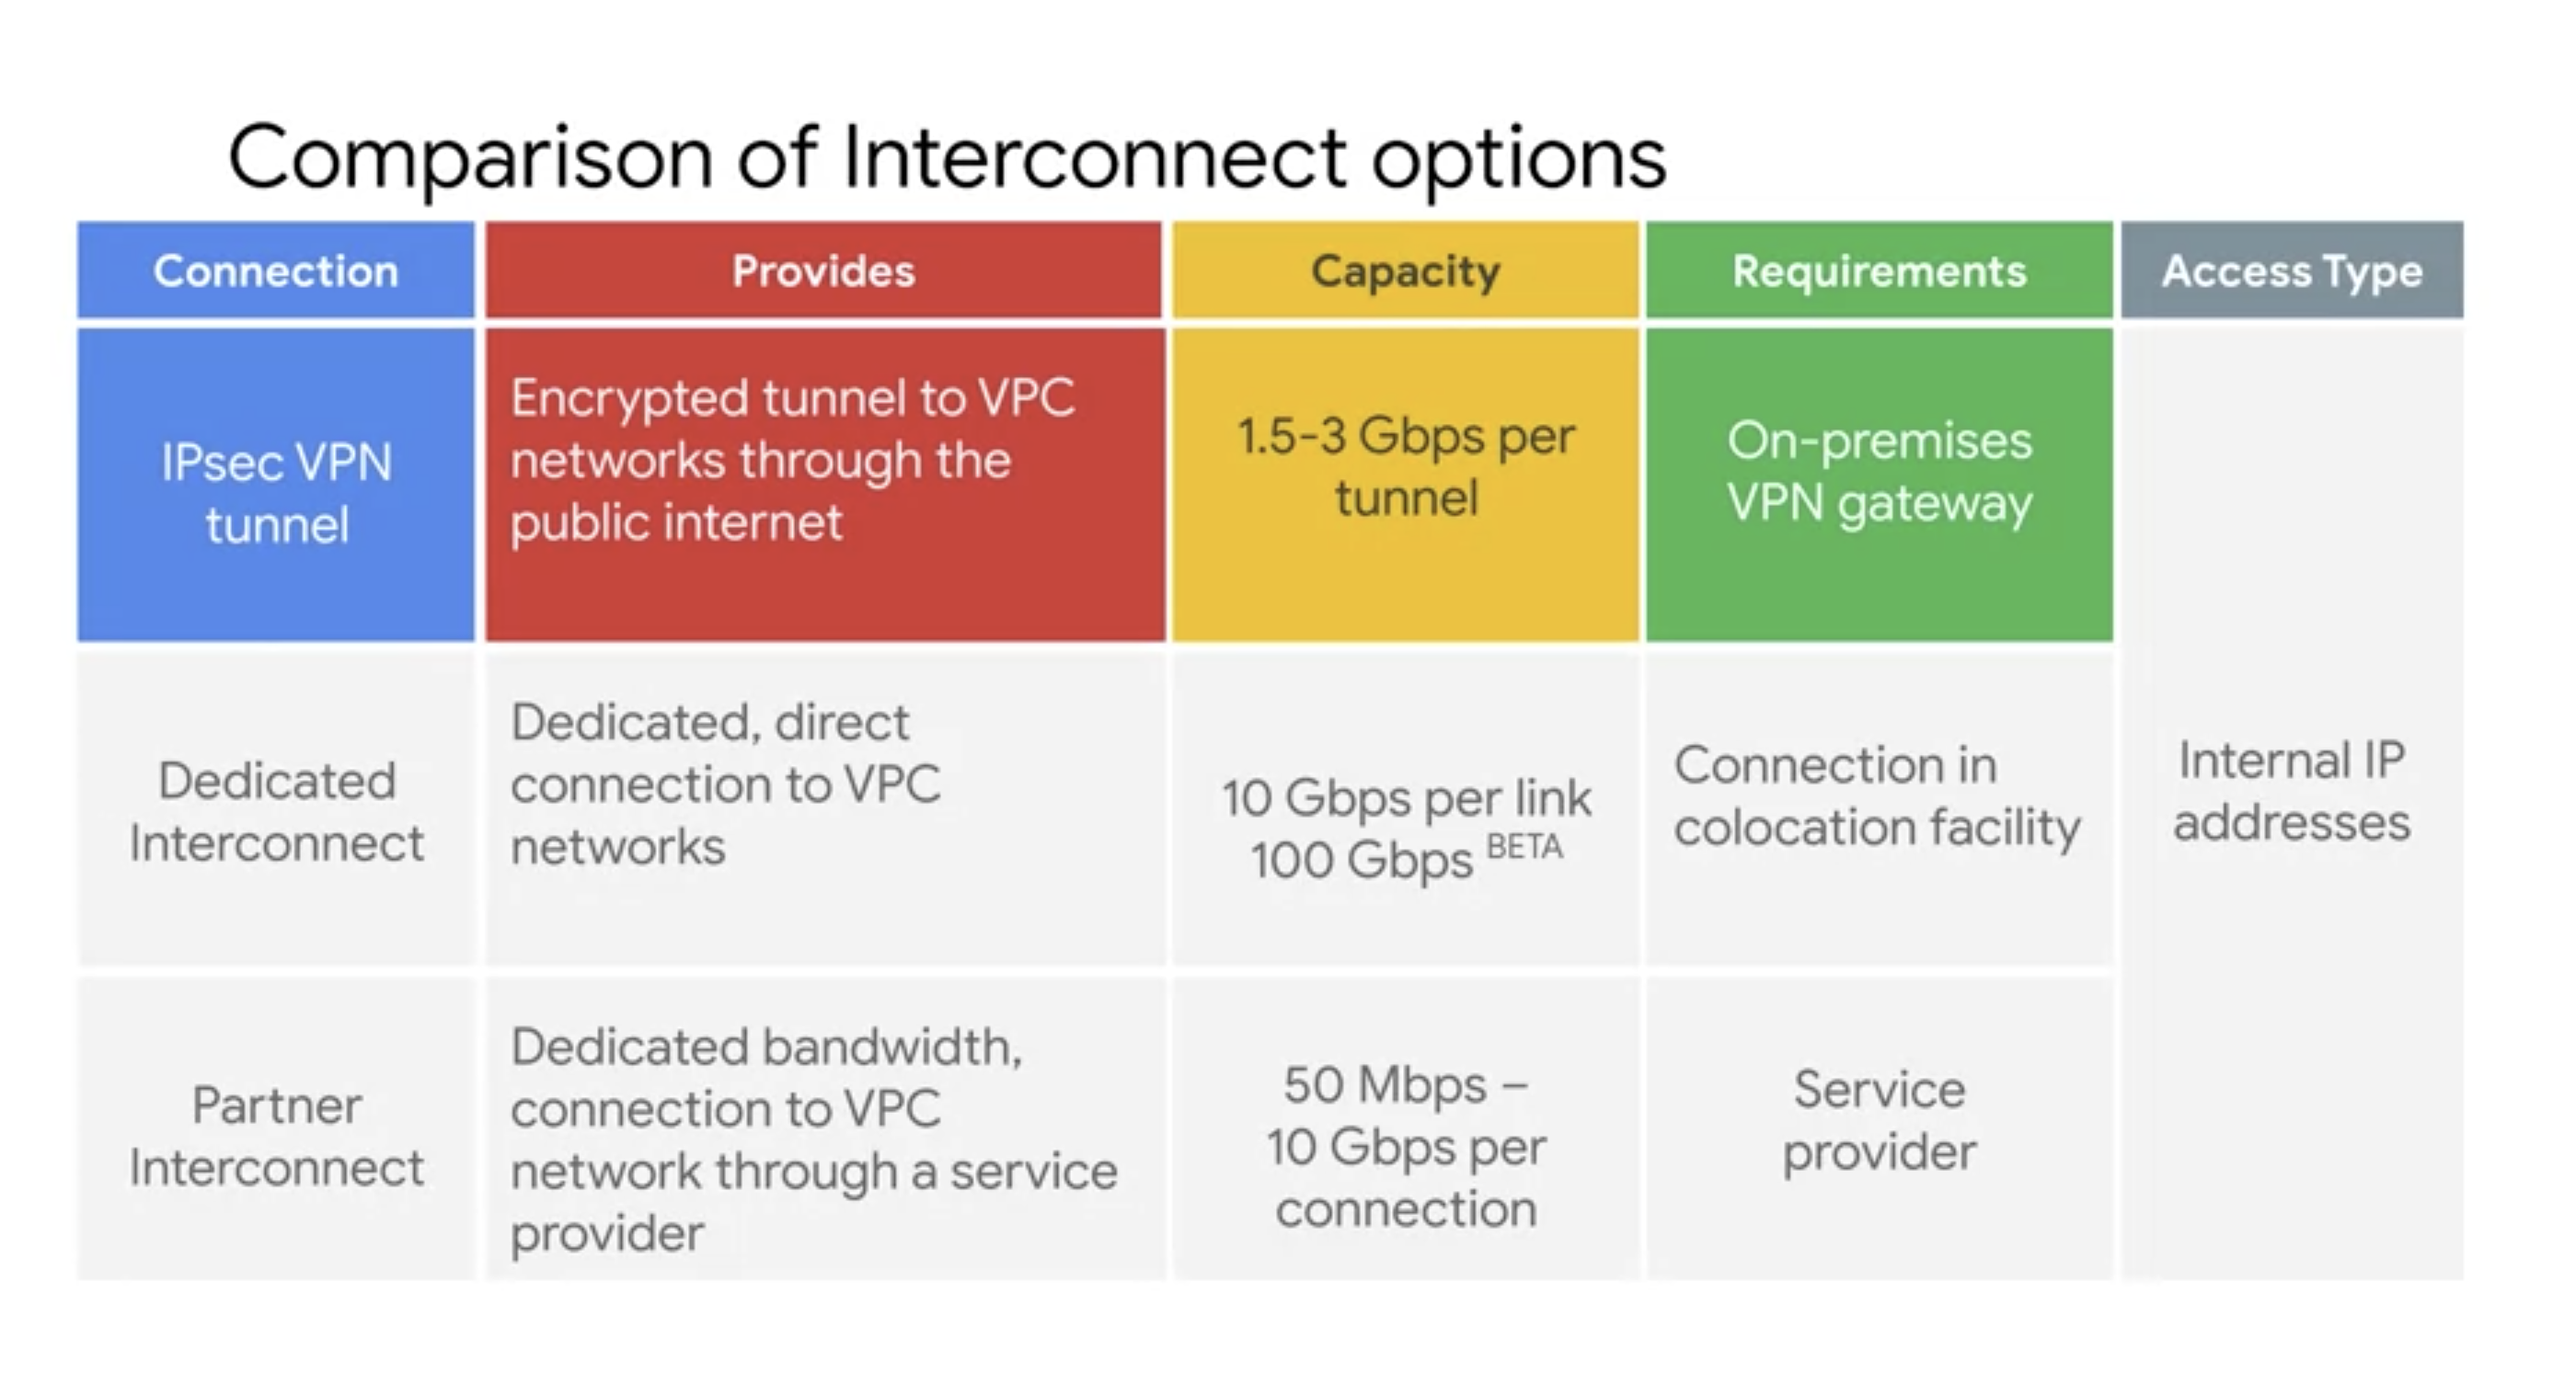 Comparison of Interconnect options
Connection
Provides
Capacity
Requirements
Access Type
IPsec VPN
tunnel
Encrypted tunnel to VPC
networks through the
public internet
1.5-3 Gbps per
tunnel
On-premises
VPN gateway
Internal IP
addresses
Dedicated
Interconnect
Dedicated, direct
connection to VPC
networks
10 Gbps per link
100 Gbps BETA
Connection in
colocation facility
Partner
Interconnect
Dedicated bandwidth,
connection to VPC
network through a service
provider
50 Mbps –
10 Gbps per
connection
Service
provider